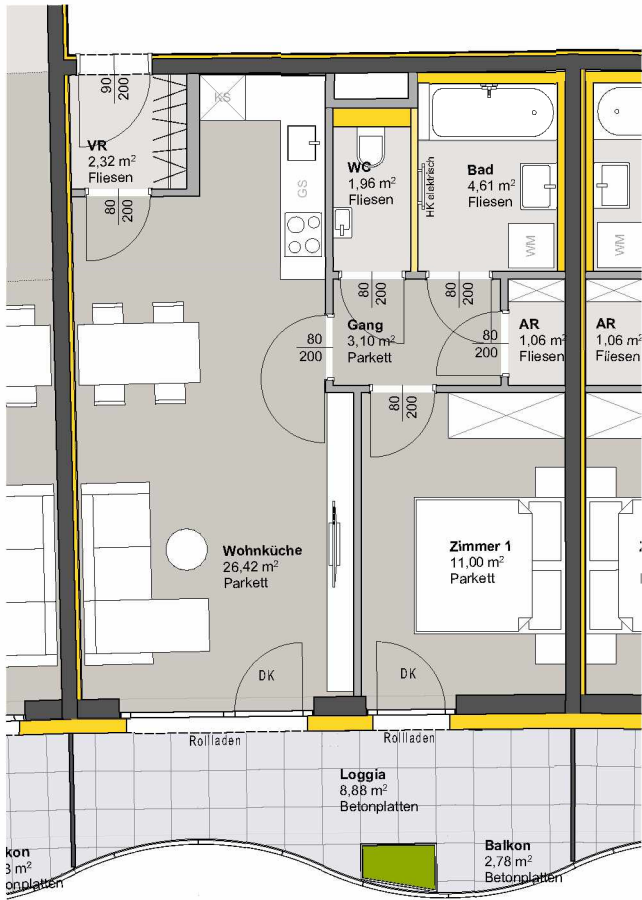 90
200
KS
VR
2,32 m²
Fliesen
80
200
GS
WC
1,96 m²
Fliesen
HK elektrisch
Bad
4,61 m²
Fliesen
WM
WM
80
200
80
200
Gang
3,10 m²
Parkett
80
200
80
200
AR
1,06 m²
Fliesen
AR
1,06 m²
Fliesen
80
200
Wohnküche
26,42 m²
Parkett
Zimmer 1
11,00 m²
Parkett
DK
DK
Rollladen
Rollladen
Loggia
8,88 m²
Betonplatten
Balkon
2,78 m²
Betonplatten
kon
m²
onplatten